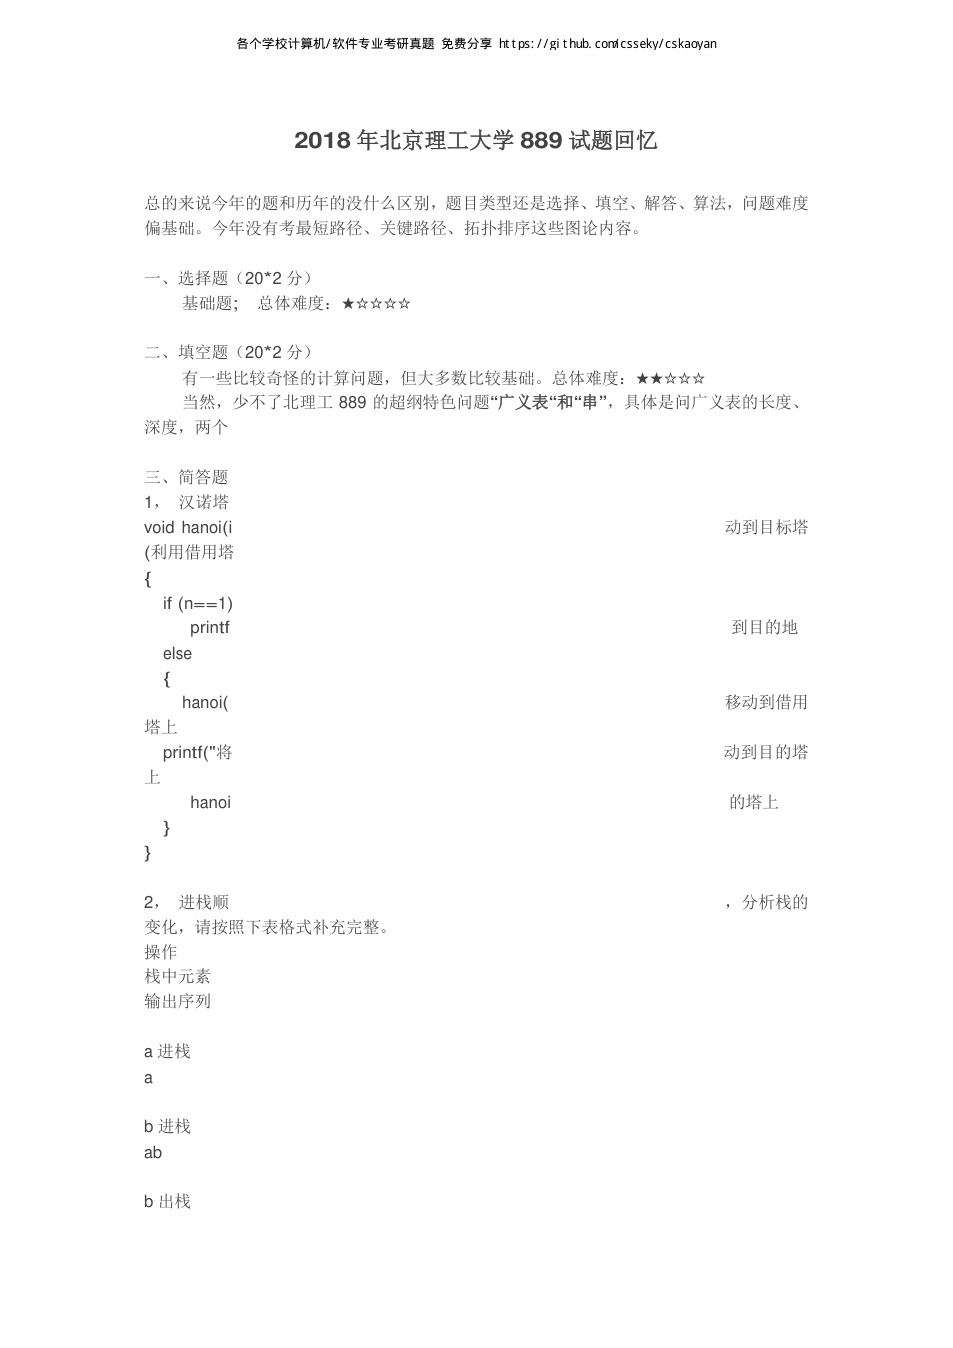 各个学校计算机/软件专业考研真题 免费分享 https://github.com/csseky/cskaoyan
2018 年北京理工大学 889 试题回忆
总的来说今年的题和历年的没什么区别，题目类型还是选择、填空、解答、算法，问题难度
偏基础。今年没有考最短路径、关键路径、拓扑排序这些图论内容。
一、选择题（20*2 分）
基础题； 总体难度：★☆☆☆☆
二、填空题（20*2 分）
有一些比较奇怪的计算问题，但大多数比较基础。总体难度：★★☆☆☆
当然，少不了北理工 889 的超纲特色问题“广义表“和“串”，具体是问广义表的长度、
深度，两个
三、简答题
1， 汉诺塔
void hanoi(i 动到目标塔
(利用借用塔
{
if (n==1)
printf 到目的地
else
{
hanoi( 移动到借用
塔上
printf("将 动到目的塔
上
hanoi 的塔上
}
}
2， 进栈顺 ，分析栈的
变化，请按照下表格式补充完整。
操作
栈中元素
输出序列
a 进栈
a
b 进栈
ab
b 出栈